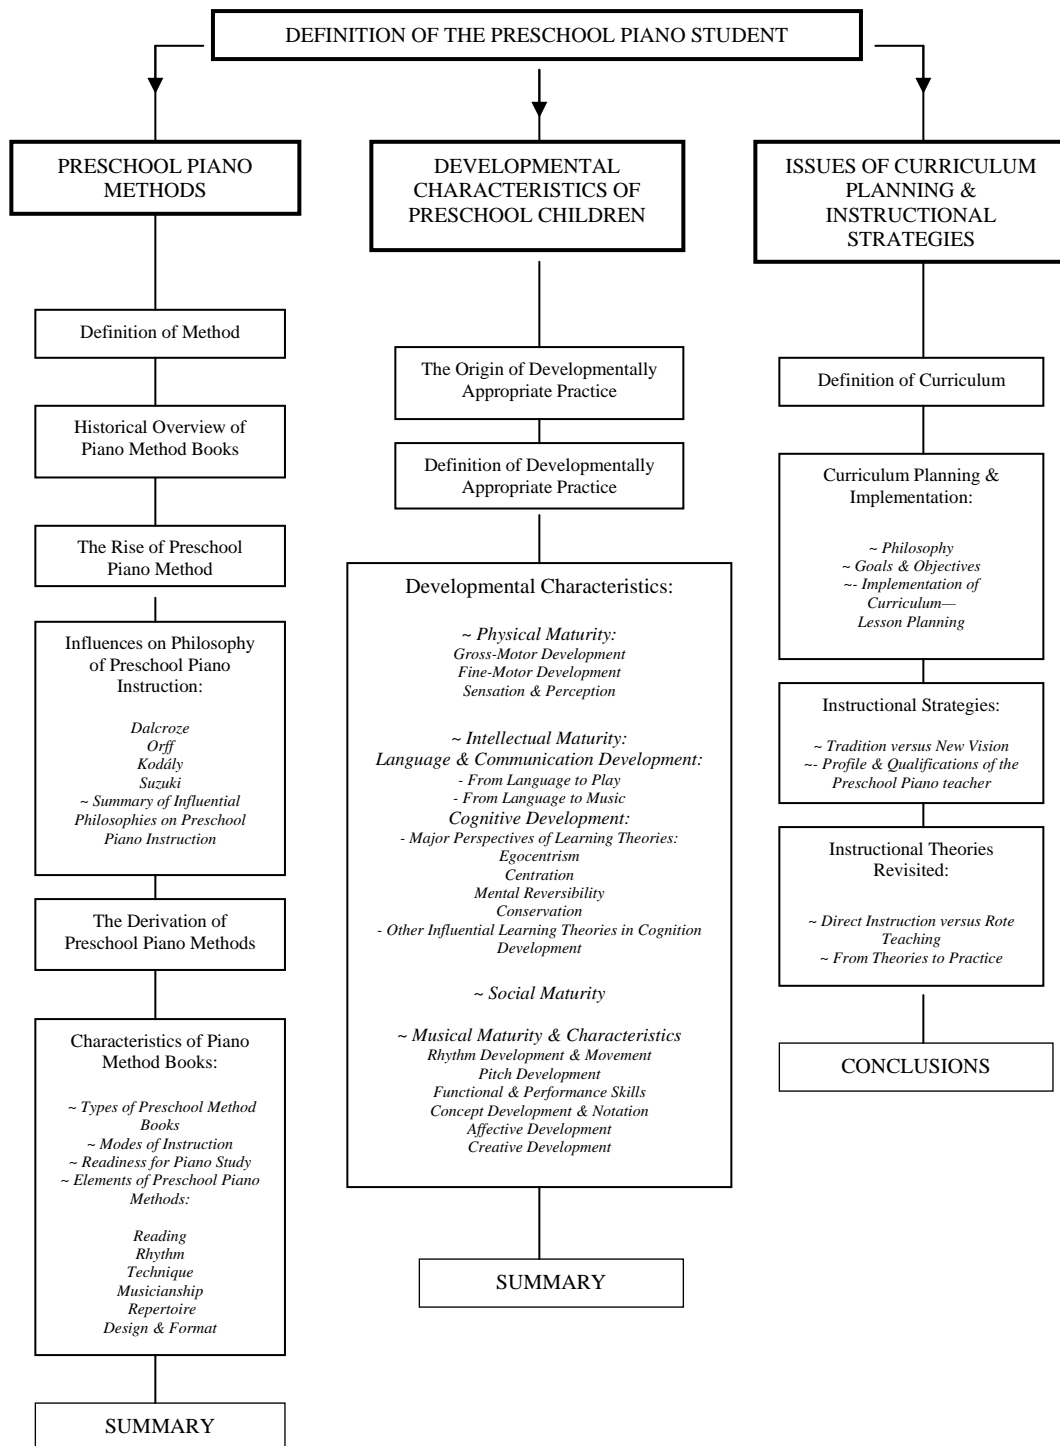 DEFINITION OF THE PRESCHOOL PIANO STUDENT
PRESCHOOL PIANO
METHODS
Definition of Method
Historical Overview of
Piano Method Books
The Rise of Preschool
Piano Method
Influences on Philosophy
of Preschool Piano
Instruction:
Dalcroze
Orff
Kodály
Suzuki
~ Summary of Influential
Philosophies on Preschool
Piano Instruction
The Derivation of
Preschool Piano Methods
Characteristics of Piano
Method Books:
~ Types of Preschool Method
Books
~ Modes of Instruction
~ Readiness for Piano Study
~ Elements of Preschool Piano
Methods:
Reading
Rhythm
Technique
Musicianship
Repertoire
Design & Format
SUMMARY
DEVELOPMENTAL
CHARACTERISTICS OF
PRESCHOOL CHILDREN
The Origin of Developmentally
Appropriate Practice
Definition of Developmentally
Appropriate Practice
Developmental Characteristics:
~ Physical Maturity:
Gross-Motor Development
Fine-Motor Development
Sensation & Perception
~ Intellectual Maturity:
Language & Communication Development:
- From Language to Play
- From Language to Music
Cognitive Development:
- Major Perspectives of Learning Theories:
Egocentrism
Centration
Mental Reversibility
Conservation
- Other Influential Learning Theories in Cognition
Development
~ Social Maturity
~ Musical Maturity & Characteristics
Rhythm Development & Movement
Pitch Development
Functional & Performance Skills
Concept Development & Notation
Affective Development
Creative Development
SUMMARY
ISSUES OF CURRICULUM
PLANNING &
INSTRUCTIONAL
STRATEGIES
Definition of Curriculum
Curriculum Planning &
Implementation:
~ Philosophy
~ Goals & Objectives
~- Implementation of
Curriculum—
Lesson Planning
Instructional Strategies:
~ Tradition versus New Vision
~- Profile & Qualifications of the
Preschool Piano teacher
Instructional Theories
Revisited:
~ Direct Instruction versus Rote
Teaching
~ From Theories to Practice
CONCLUSIONS